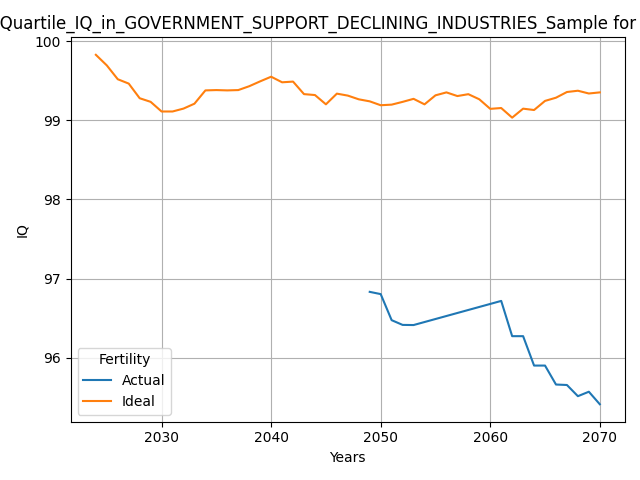 Quartile_IQ_in_GOVERNMENT_SUPPORT_DECLINING_INDUSTRIES_Sample for
100
99
98
97
96
IQ
Fertility
Actual
Ideal
2030 2040 2050 2060 2070
Years